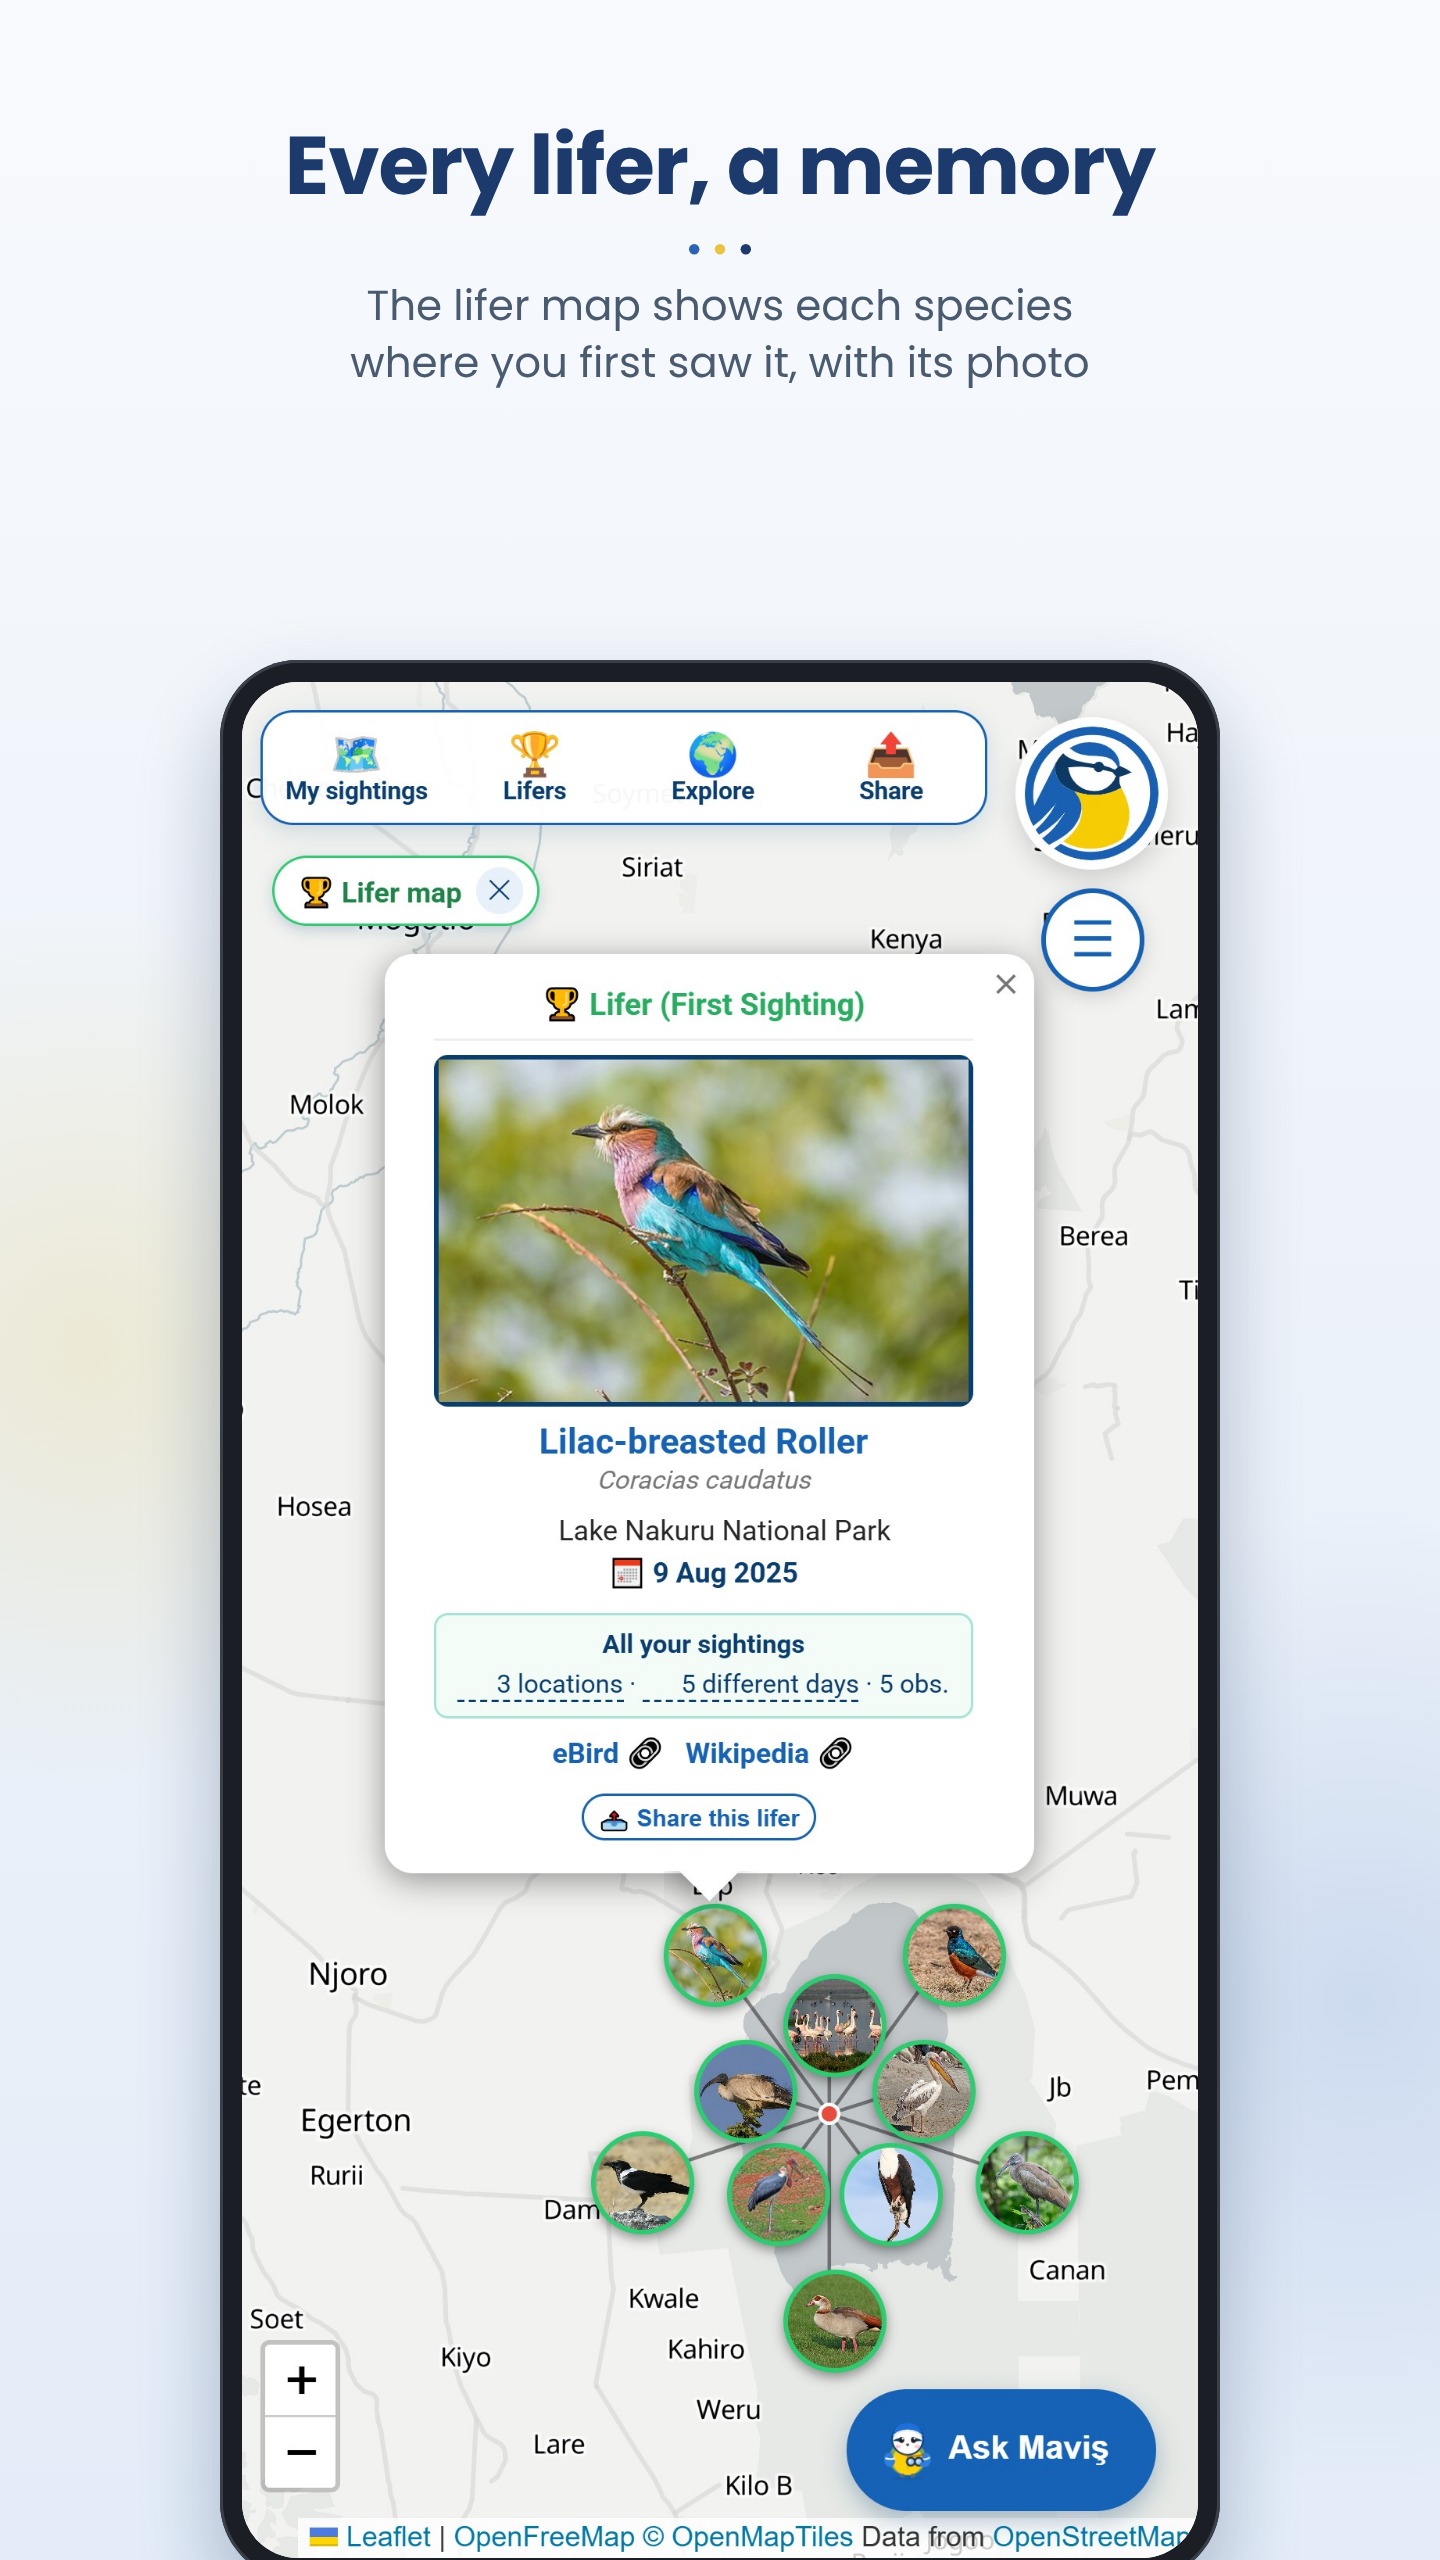 Every lifer, a memory
The lifer map shows each species
where you first saw it, with its photo
My sightings
Lifers
Explore
Share
Siriat
Lifer map
Kenya
🏆 Lifer (First Sighting)
Molok
Berea
Lilac-breasted Roller
Coracias caudatus
Hosea
Lake Nakuru National Park
9 Aug 2025
All your sightings
3 locations · 5 different days · 5 obs.
eBird Wikipedia
Muwa
Share this lifer
Njoro
Jb
Pem
Egerton
Rurii
Dam
Canan
Kwale
Soet
Kahiro
Kiyo
Weru
Lare
Ask Maviş
Kilo B
+
−
Leaflet | OpenFreeMap © OpenMapTiles Data from OpenStreetMap